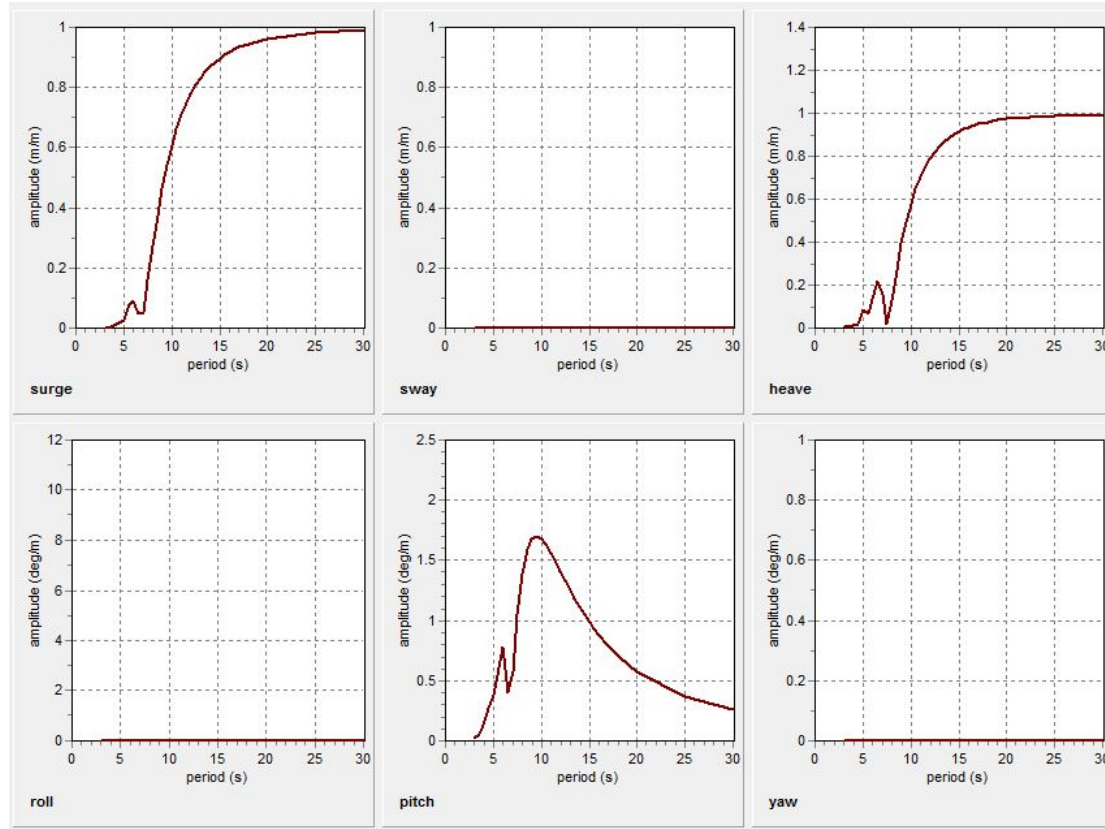 amplitude (m/m)
1
0.8
0.6
0.4
0.2
0
0 5 10 15 20 25 30
period (s)
surge
amplitude (m/m)
1
0.8
0.6
0.4
0.2
0
0 5 10 15 20 25 30
period (s)
sway
amplitude (m/m)
1.4
1.2
1
0.8
0.6
0.4
0.2
0
0 5 10 15 20 25 30
period (s)
heave
amplitude (deg/m)
12
10
8
6
4
2
0
0 5 10 15 20 25 30
period (s)
roll
amplitude (deg/m)
2.5
2
1.5
1
0.5
0
0 5 10 15 20 25 30
period (s)
pitch
amplitude (deg/m)
1
0.8
0.6
0.4
0.2
0
0 5 10 15 20 25 30
period (s)
yaw